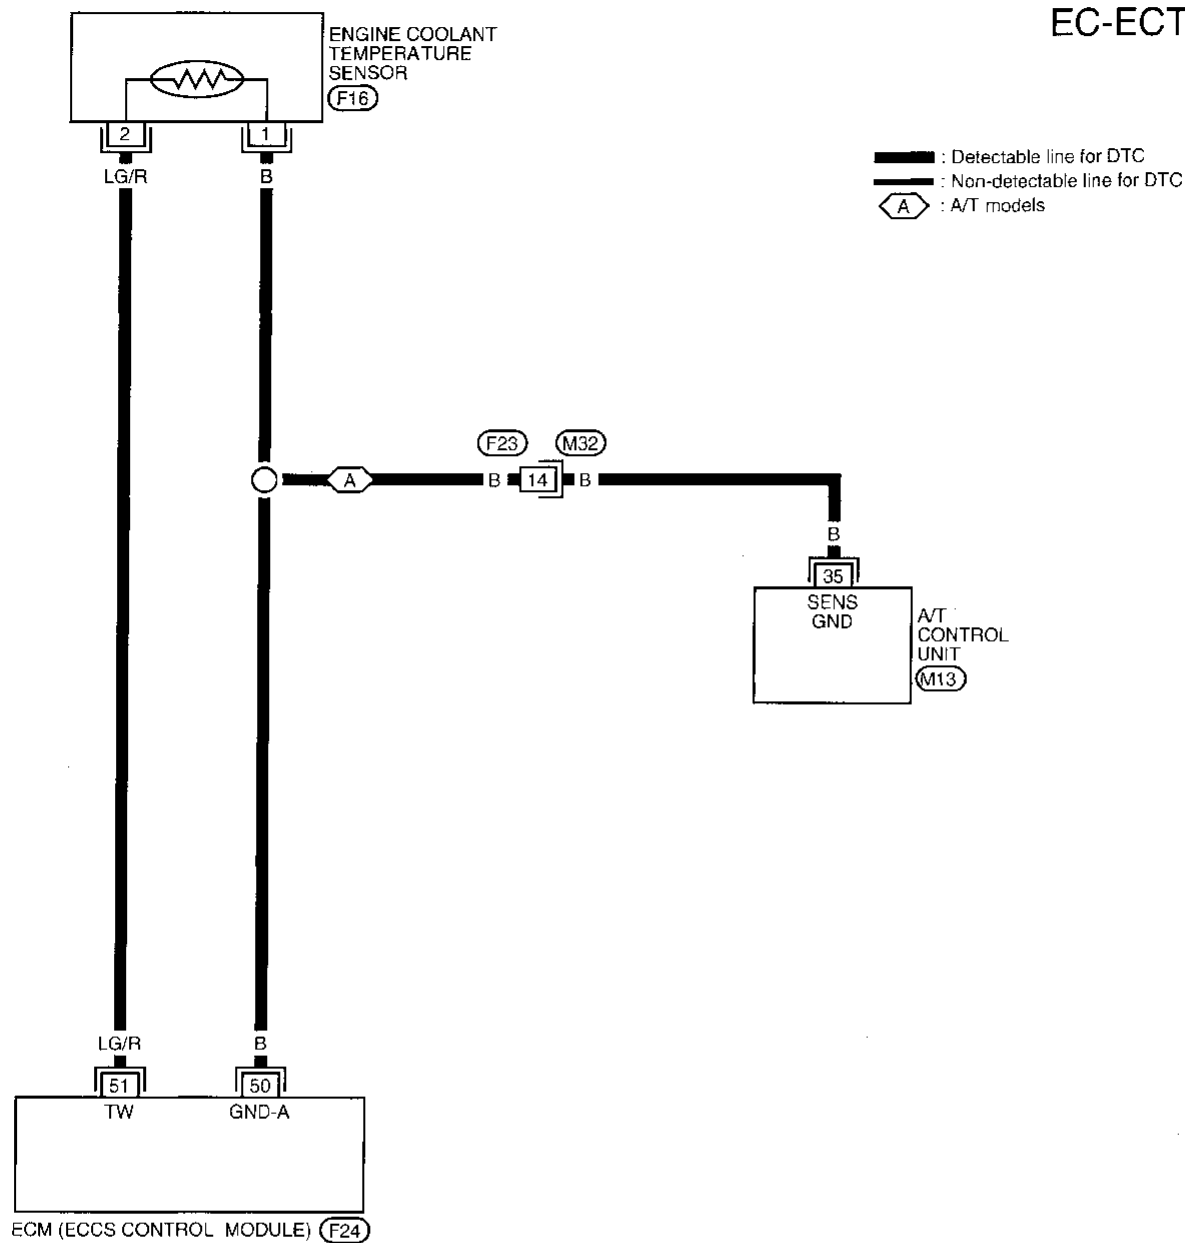 EC-ECT
ENGINE COOLANT
TEMPERATURE
SENSOR
F16
2
1
LG/R
B
: Detectable line for DTC
: Non-detectable line for DTC
A : A/T models
F23
M32
A
B
14
B
B
35
SENS
GND
A/T
CONTROL
UNIT
M13
LG/R
B
51
50
TW
GND-A
ECM (ECCS CONTROL MODULE) F24